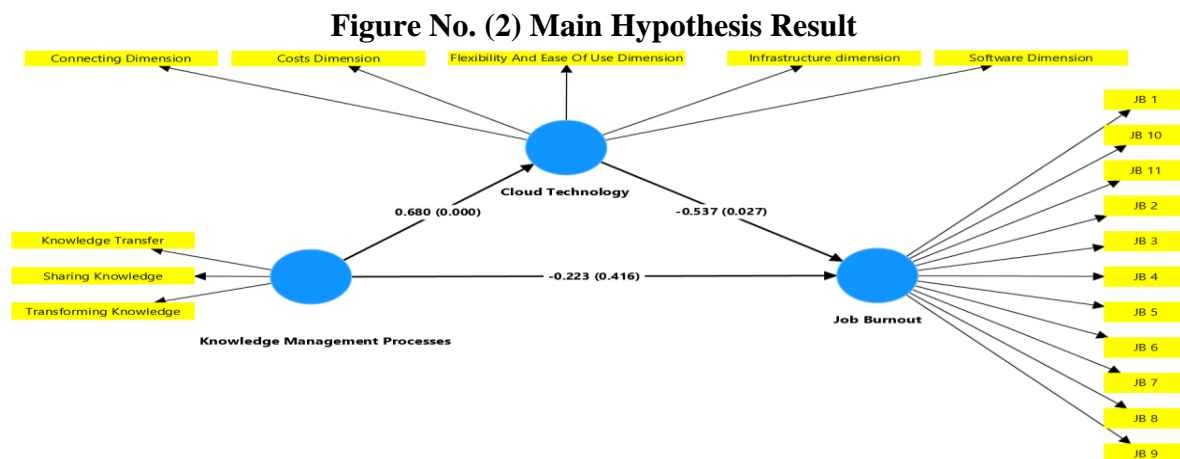 Figure No. (2) Main Hypothesis Result
Connecting Dimension
Costs Dimension
Flexibility And Ease Of Use Dimension
Infrastructure dimension
Software Dimension
JB 1
JB 10
JB 11
JB 2
JB 3
JB 4
JB 5
JB 6
JB 7
JB 8
JB 9
Cloud Technology
0.680 (0.000)
-0.537 (0.027)
Knowledge Transfer
Sharing Knowledge
Transforming Knowledge
-0.223 (0.416)
Job Burnout
Knowledge Management Processes